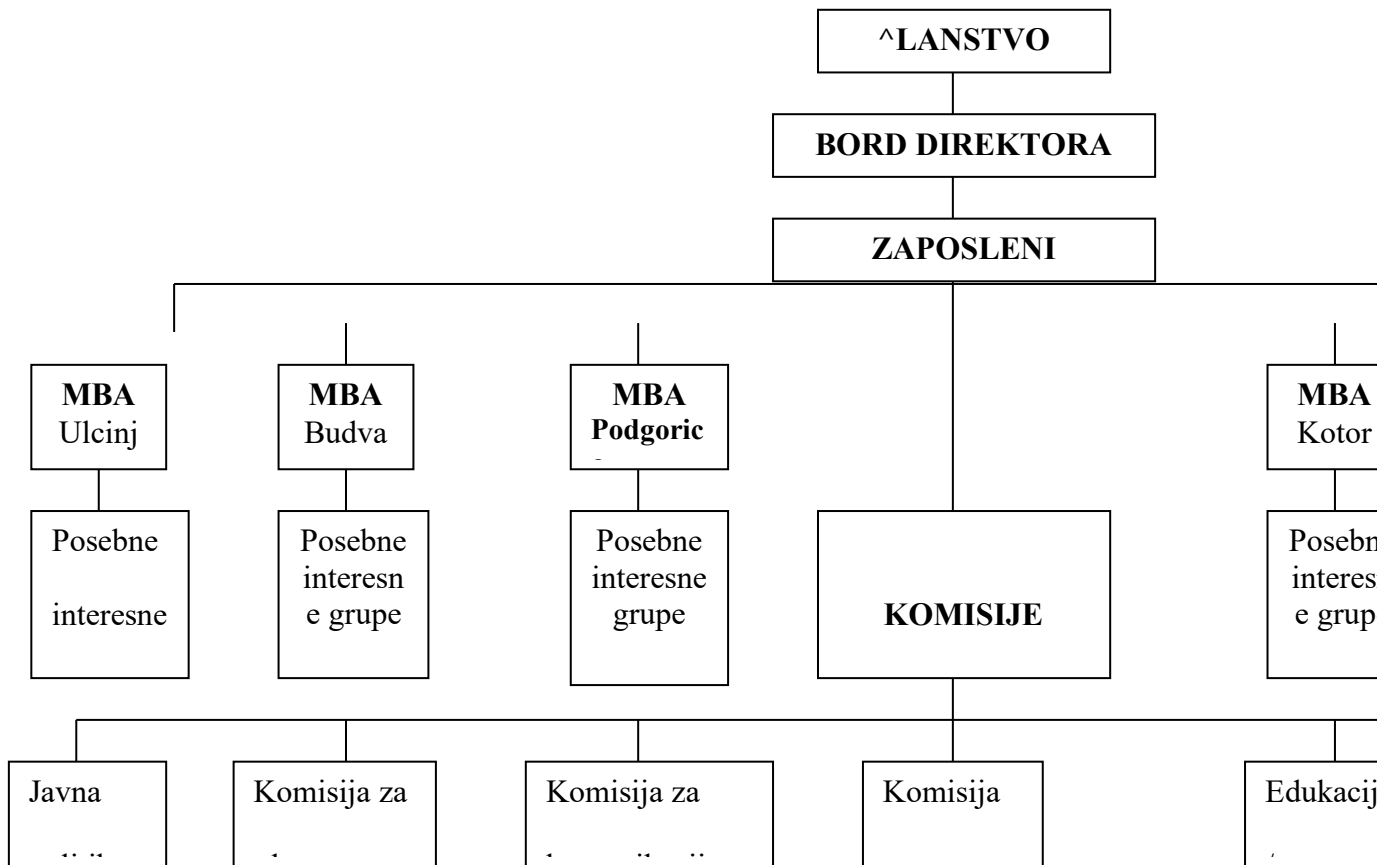 ^LANSTVO
BORD DIREKTORA
ZAPOSLENI
MBA
Ulcinj
MBA
Budva
MBA
Podgoric
MBA
Kotor
Posebne
interesne
Posebne
interesn
e grupe
Posebne
interesne
grupe
KOMISIJE
Posebn
interes
e grup
Javna
Komisija za
Komisija za
Komisija
Edukacij